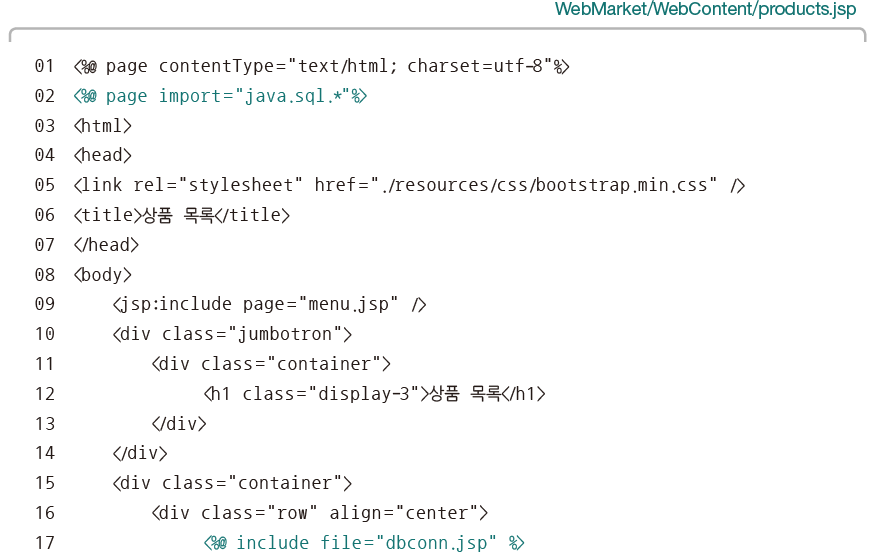 WebMarket/WebContent/products.jsp
01 <%@ page contentType="text/html; charset=utf-8"%>
02 <%@ page import="java.sql.*"%>
03 <html>
04 <head>
05 <link rel="stylesheet" href="./resources/css/bootstrap.min.css" />
06 <title>상품 목록</title>
07 </head>
08 <body>
09     <jsp:include page="menu.jsp" />
10     <div class="jumbotron">
11         <div class="container">
12             <h1 class="display-3">상품 목록</h1>
13         </div>
14     </div>
15     <div class="container">
16         <div class="row" align="center">
17             <%@ include file="dbconn.jsp" %>